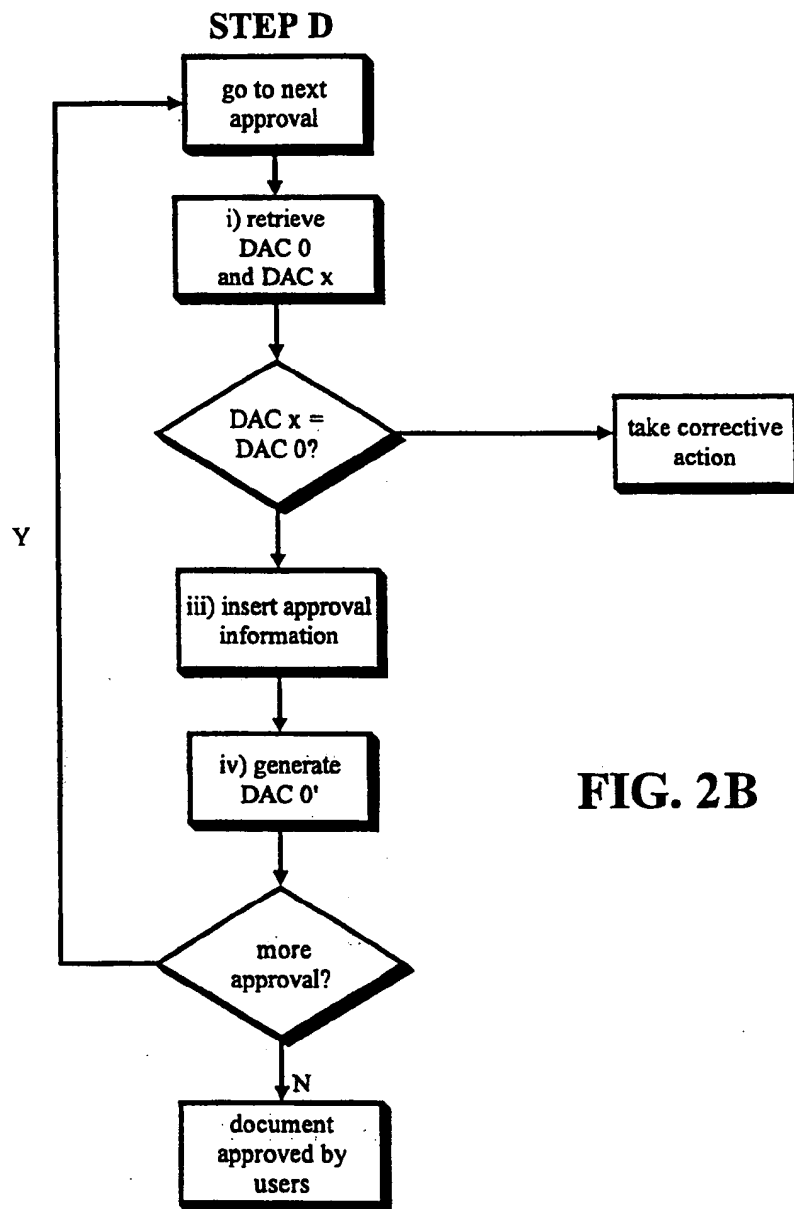 STEP D
go to next
approval
i) retrieve
DAC 0
and DAC x
DAC x =
DAC 0?
take corrective
action
Y
iii) insert approval
information
iv) generate
DAC 0'
FIG. 2B
more
approval?
N
document
approved by
users